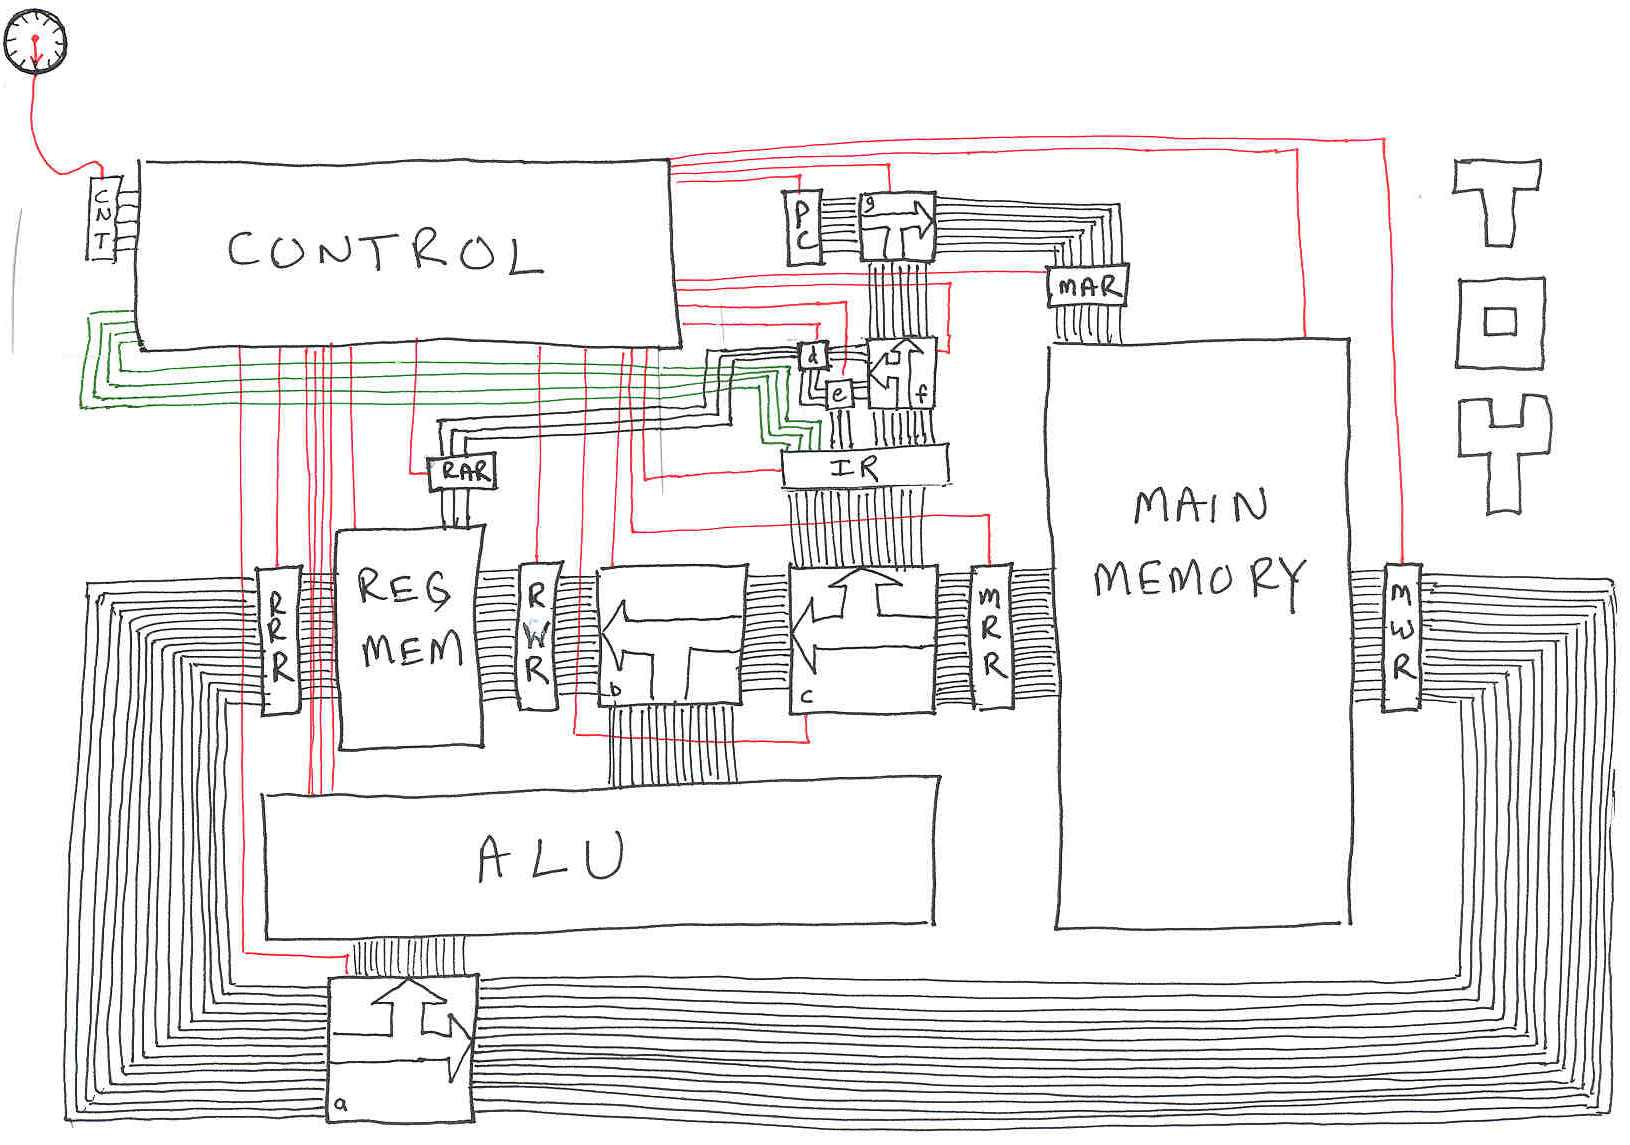 CNT
CONTROL
PC
g
MAR
TOY
d
e
f
RAR
IR
REG
MEM
RRR
RWR
b
c
MRR
MAIN
MEMORY
MWR
ALU
a